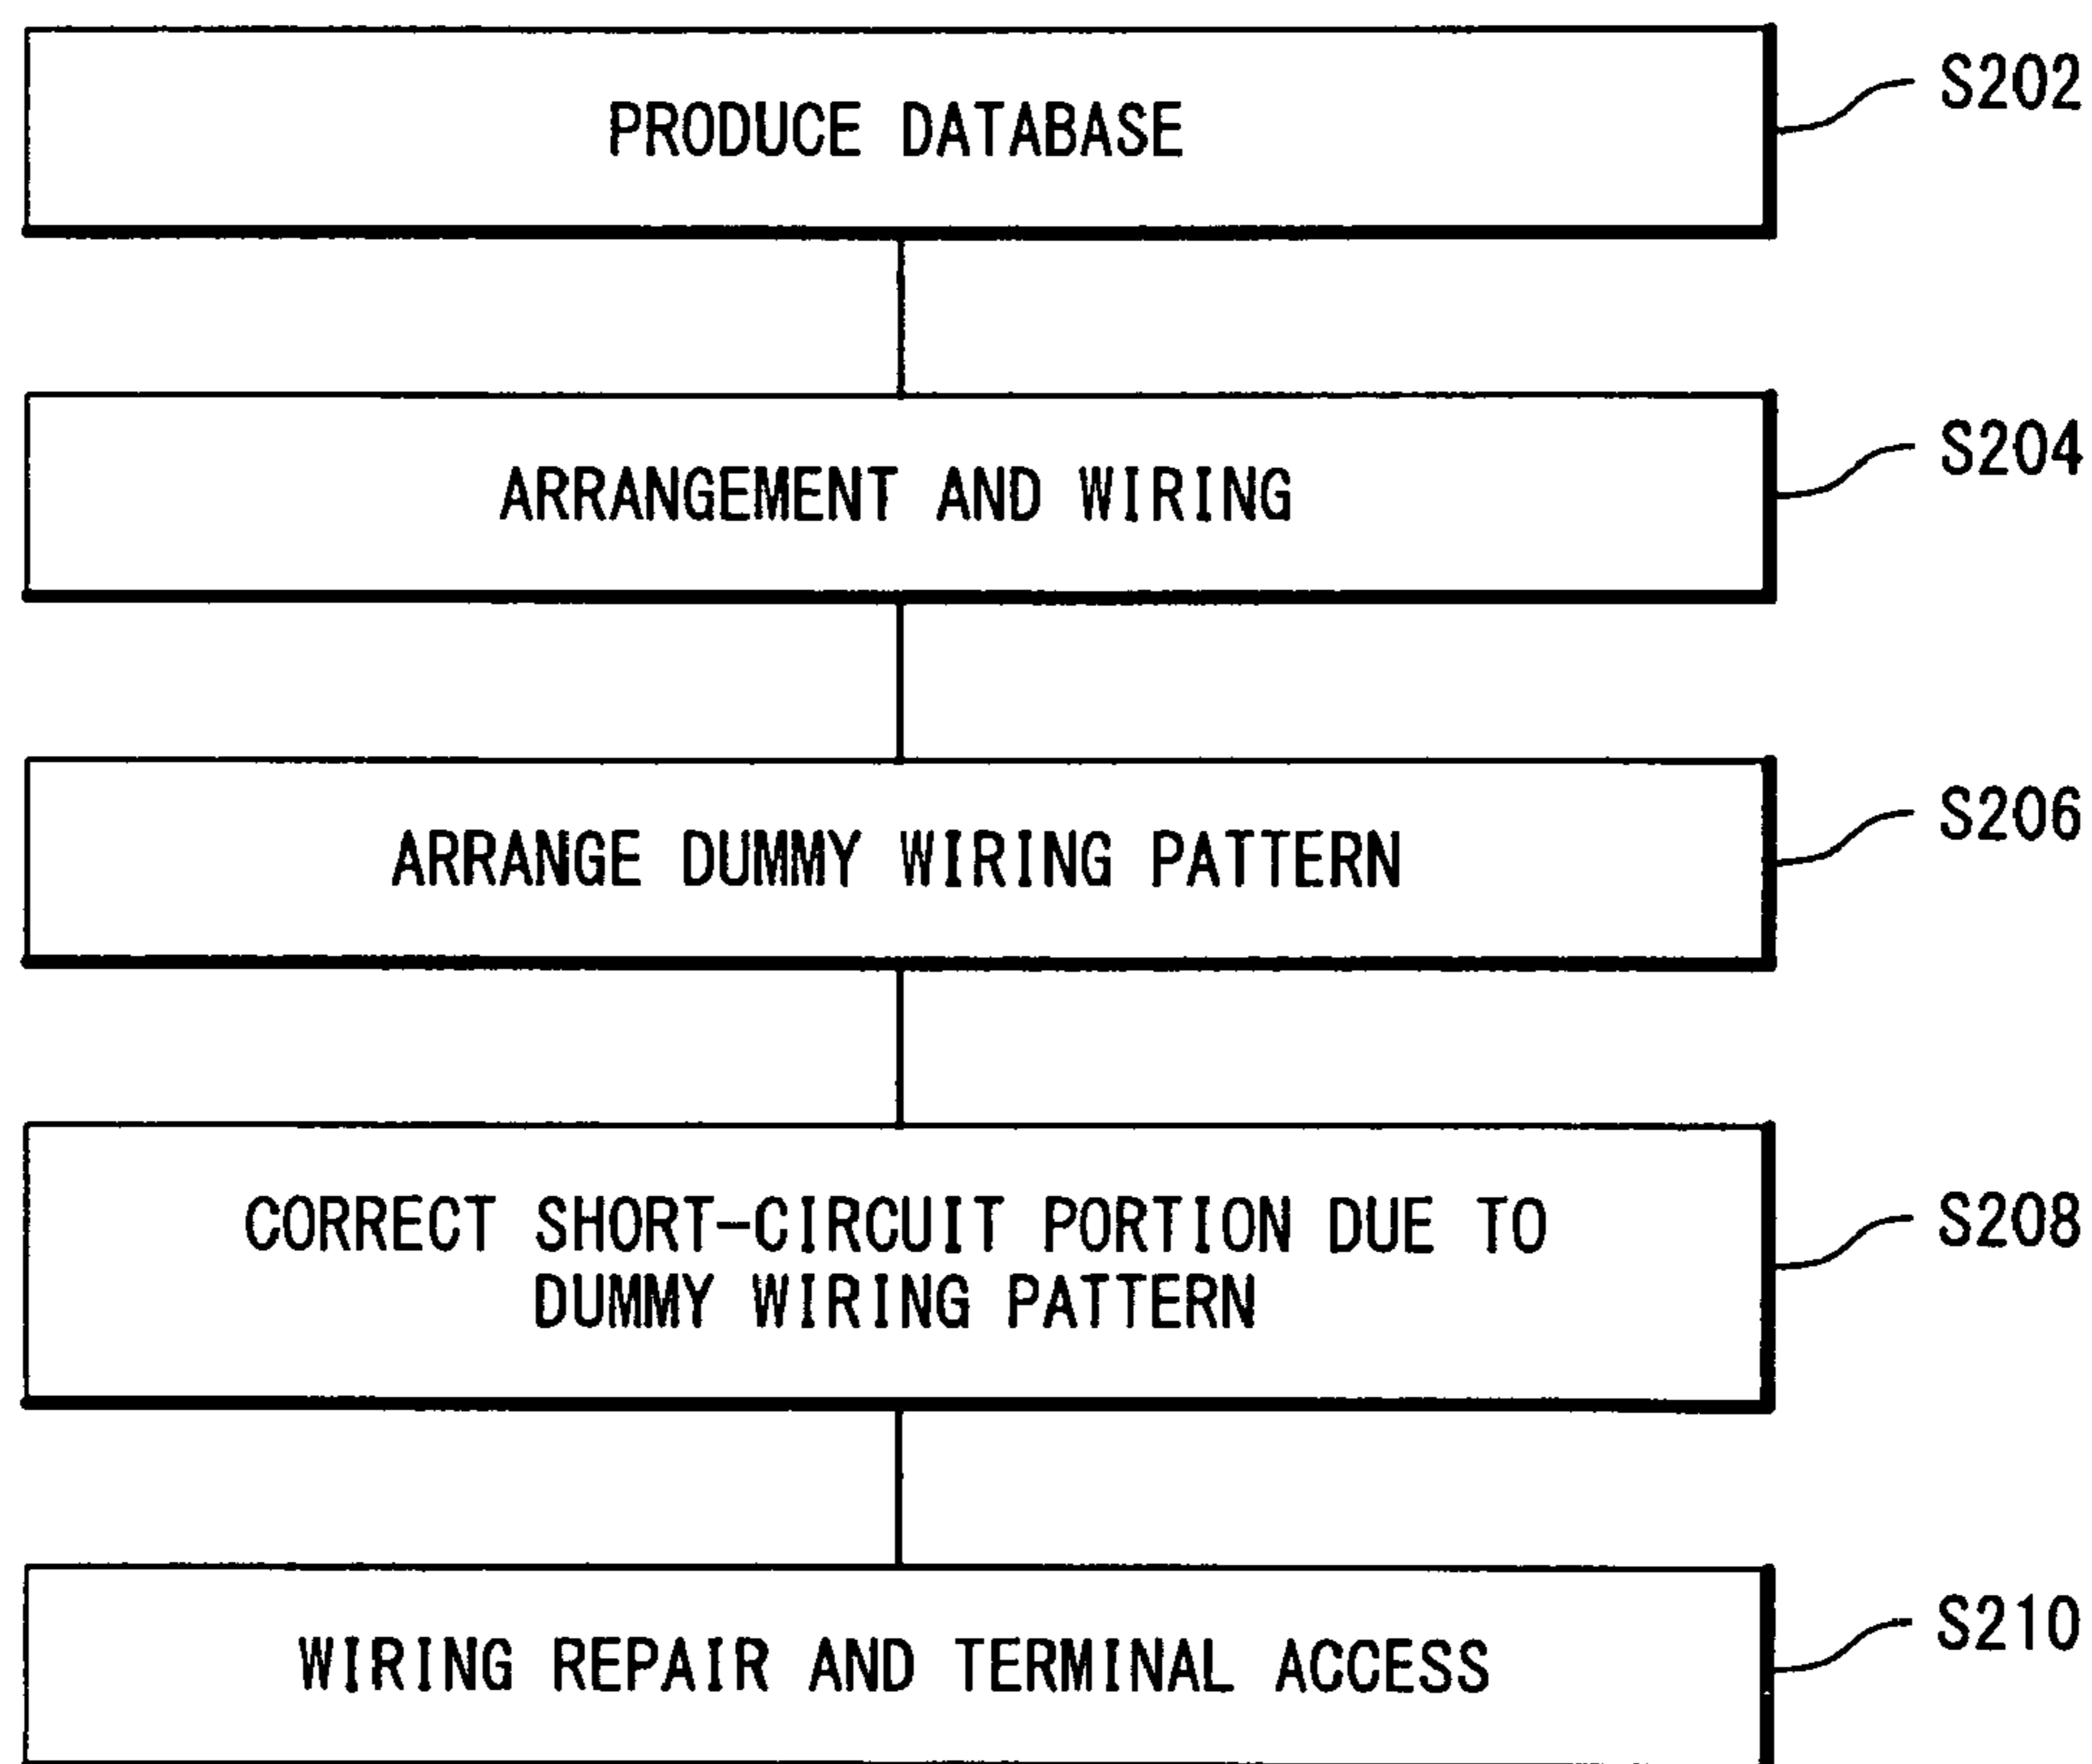 PRODUCE DATABASE
S202
ARRANGEMENT AND WIRING
S204
ARRANGE DUMMY WIRING PATTERN
S206
CORRECT SHORT-CIRCUIT PORTION DUE TO
DUMMY WIRING PATTERN
S208
WIRING REPAIR AND TERMINAL ACCESS
S210